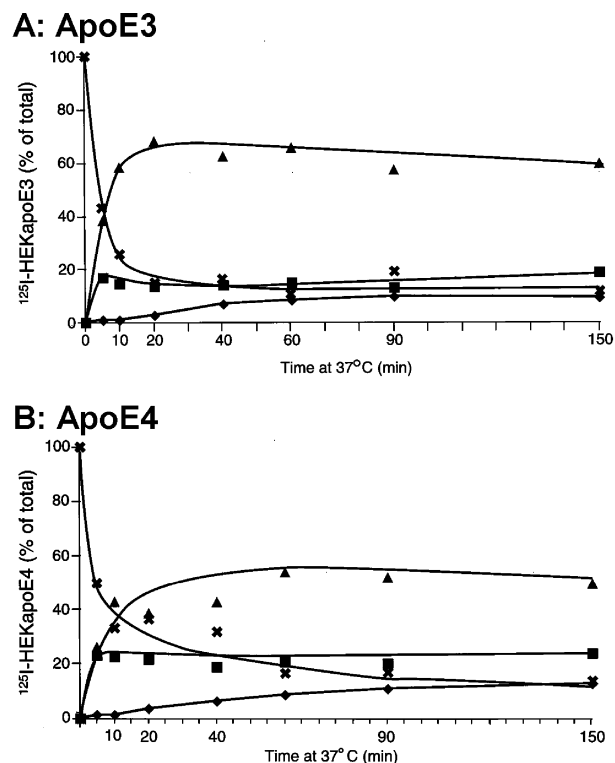 A: ApoE3
100
80
60
40
20
0
¹²⁵I-HEKapoE3 (% of total)
0 10 20 40 60 90 150
Time at 37°C (min)
B: ApoE4
100
80
60
40
20
0
¹²⁵I-HEKapoE4 (% of total)
10 20 40 60 90 150
Time at 37°C (min)